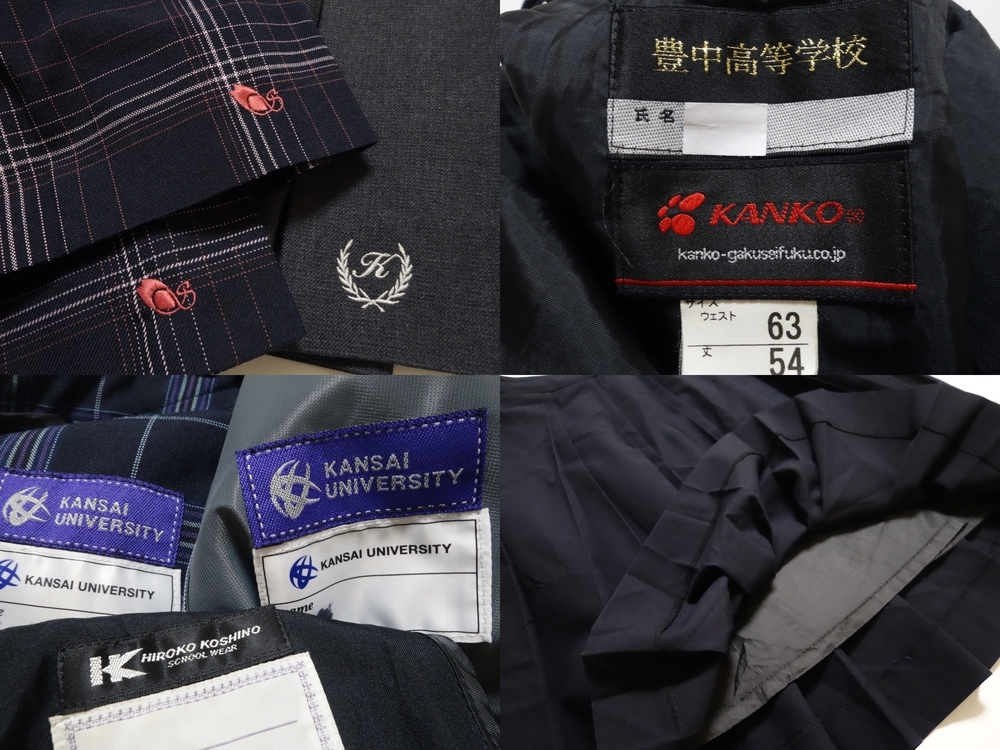 K
豊中高等学校
氏名
KANKO
kanko-gakuseifuku.co.jp
サイズ
ウェスト 63
丈 54
KANSAI
UNIVERSITY
KANSAI UNIVERSITY
KANSAI
UNIVERSITY
KANSAI UNIVERSITY
HIROKO KOSHINO
SCHOOL WEAR